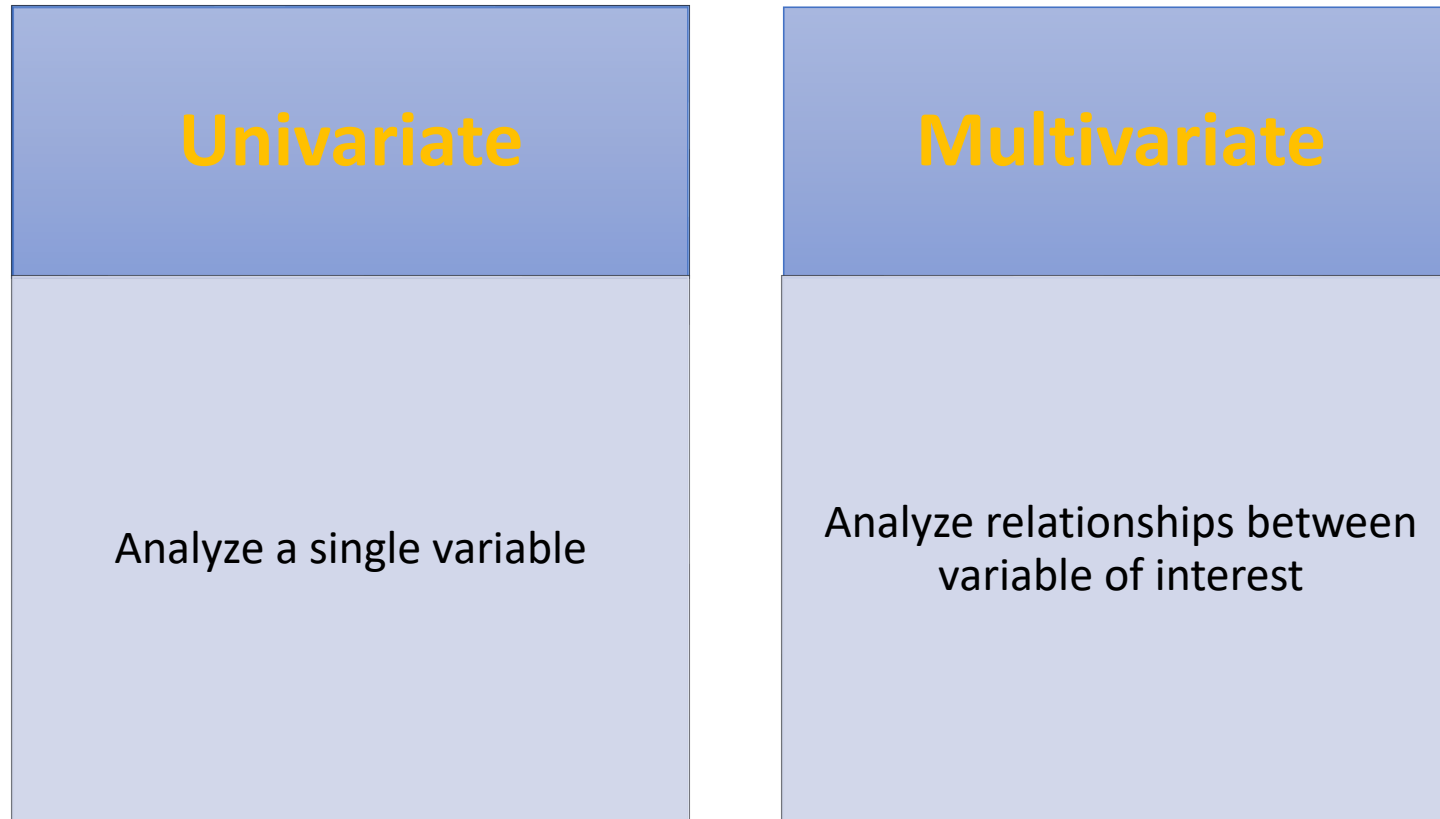 Univariate
Analyze a single variable
Multivariate
Analyze relationships between
variable of interest